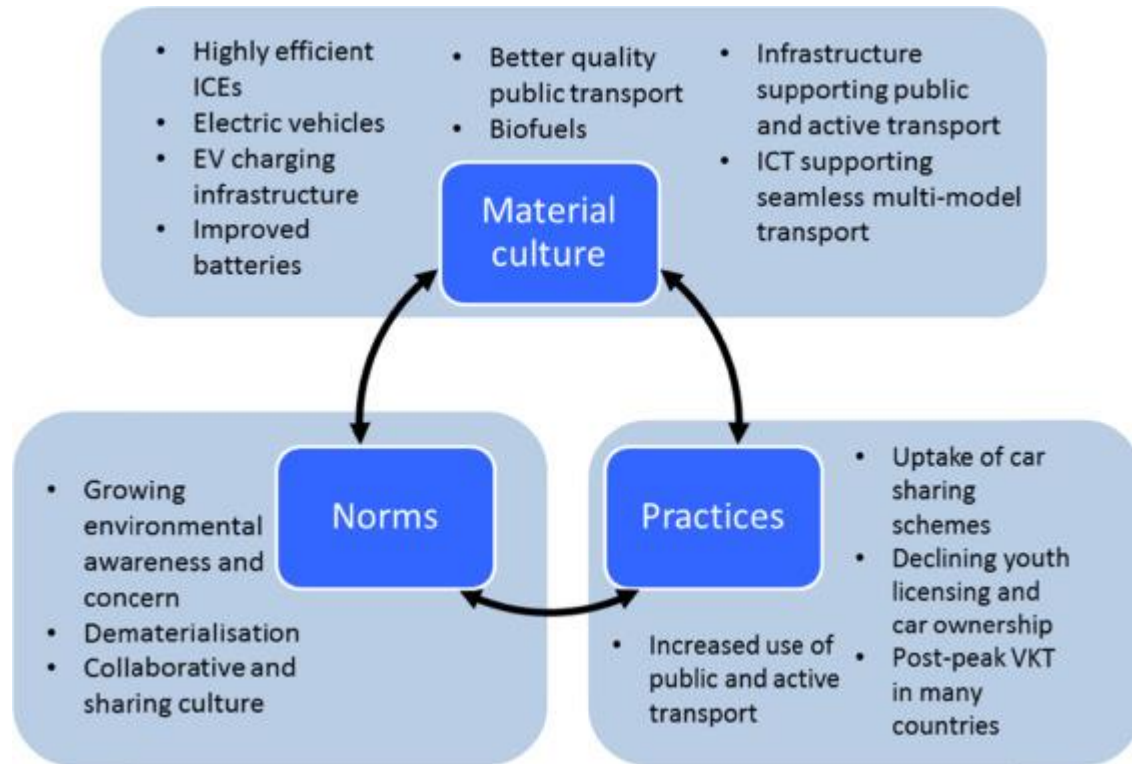 • Highly efficient
ICEs
• Electric vehicles
• EV charging
infrastructure
• Improved
batteries
• Better quality
public transport
• Biofuels
• Infrastructure
supporting public
and active transport
• ICT supporting
seamless multi-model
transport
Material
culture
Norms
• Growing
environmental
awareness and
concern
• Dematerialisation
• Collaborative and
sharing culture
Practices
• Increased use of
public and active
transport
• Uptake of car
sharing
schemes
• Declining youth
licensing and
car ownership
• Post-peak VKT
in many
countries